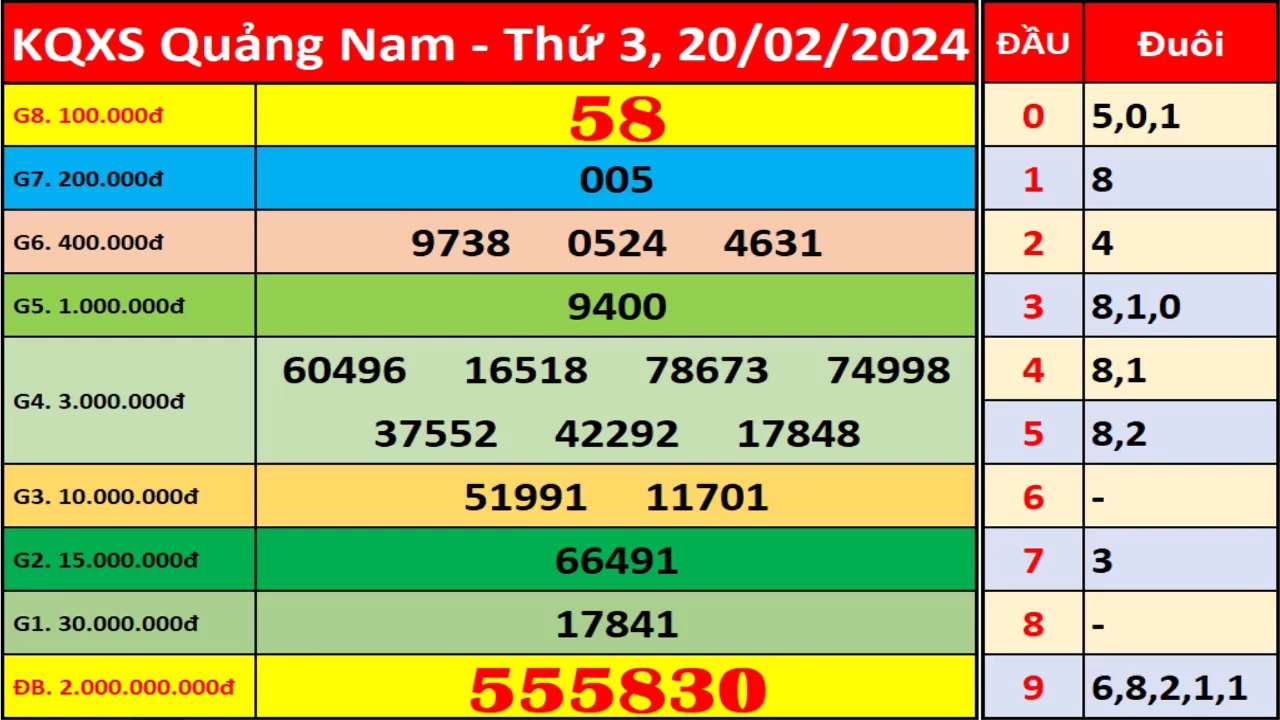 KQXS Quảng Nam - Thứ 3, 20/02/2024
G8. 100.000đ 58
G7. 200.000đ 005
G6. 400.000đ 9738 0524 4631
G5. 1.000.000đ 9400
G4. 3.000.000đ 60496 16518 78673 74998
37552 42292 17848
G3. 10.000.000đ 51991 11701
G2. 15.000.000đ 66491
G1. 30.000.000đ 17841
ĐB. 2.000.000.000đ 555830
ĐẦU Đuôi
0 5,0,1
1 8
2 4
3 8,1,0
4 8,1
5 8,2
6 -
7 3
8 -
9 6,8,2,1,1